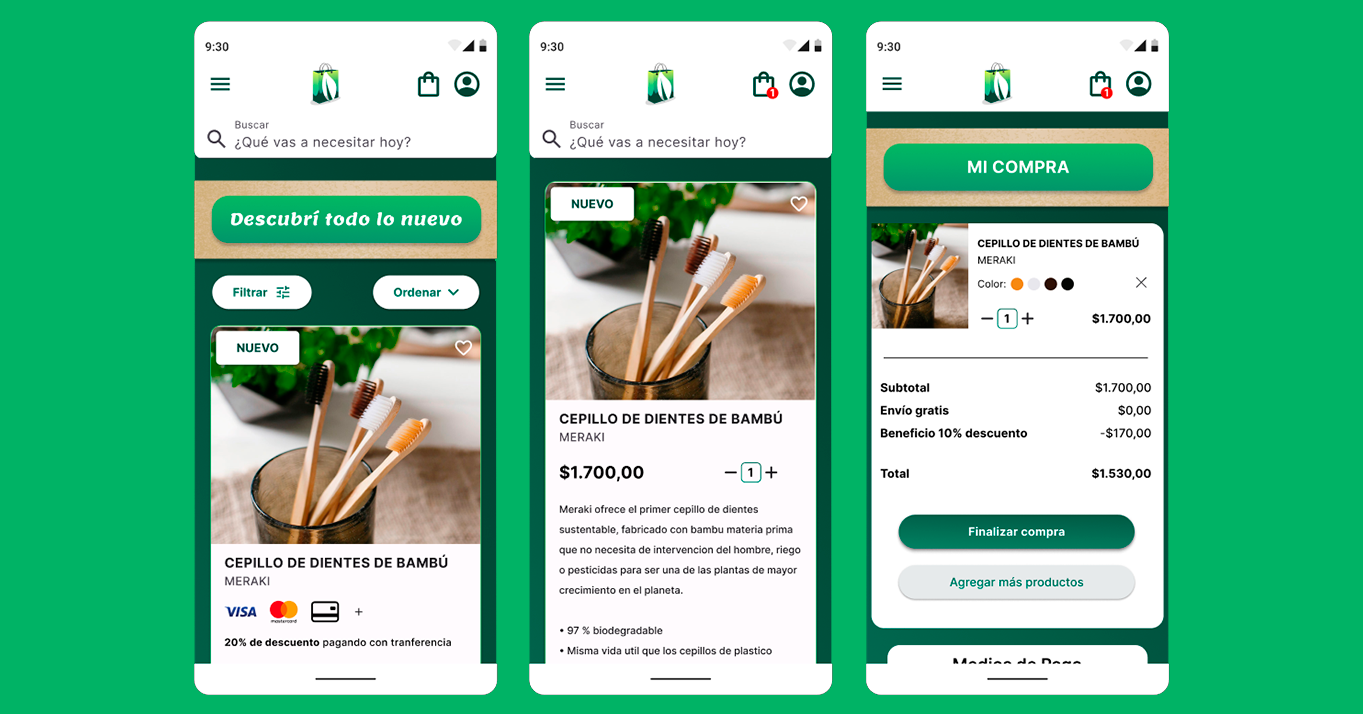 9:30
Buscar
¿Qué vas a necesitar hoy?
Descubrí todo lo nuevo
Filtrar
Ordenar
NUEVO
CEPILLO DE DIENTES DE BAMBÚ
MERAKI
VISA
mastercard
+
20% de descuento pagando con tranferencia
9:30
1
Buscar
¿Qué vas a necesitar hoy?
NUEVO
CEPILLO DE DIENTES DE BAMBÚ
MERAKI
$1.700,00 − 1 +
Meraki ofrece el primer cepillo de dientes
sustentable, fabricado con bambu materia prima
que no necesita de intervencion del hombre, riego
o pesticidas para ser una de las plantas de mayor
crecimiento en el planeta.
• 97 % biodegradable
• Misma vida util que los cepillos de plastico
9:30
1
MI COMPRA
CEPILLO DE DIENTES DE BAMBÚ
MERAKI
Color:
− 1 + $1.700,00
Subtotal $1.700,00
Envío gratis $0,00
Beneficio 10% descuento -$170,00
Total $1.530,00
Finalizar compra
Agregar más productos
Medios de Pago